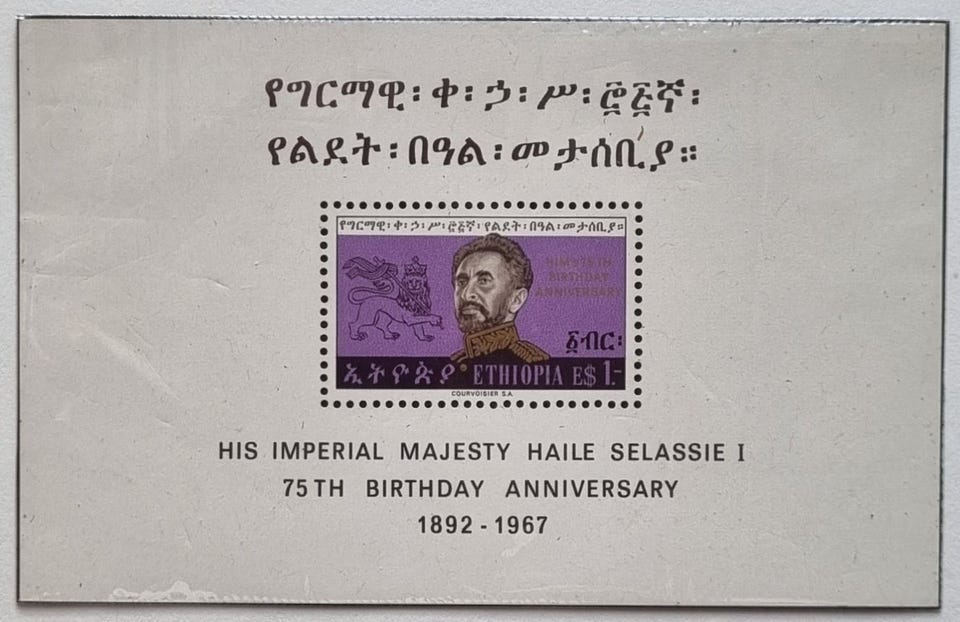 የግርማዊ፡ቀ፡ኃ፡ሥ፡፸፭ኛ፡
የልደት፡በዓል፡መታሰቢያ።
የግርማዊ፡ቀ፡ኃ፡ሥ፡፸፭ኛ፡የልደት፡በዓል፡መታሰቢያ።
HIM'S 75TH
BIRTHDAY
ANNIVERSARY
፩ብር፡
ኢትዮጵያ ETHIOPIA E$ 1.-
COURVOISIER S.A.
HIS IMPERIAL MAJESTY HAILE SELASSIE I
75TH BIRTHDAY ANNIVERSARY
1892 - 1967